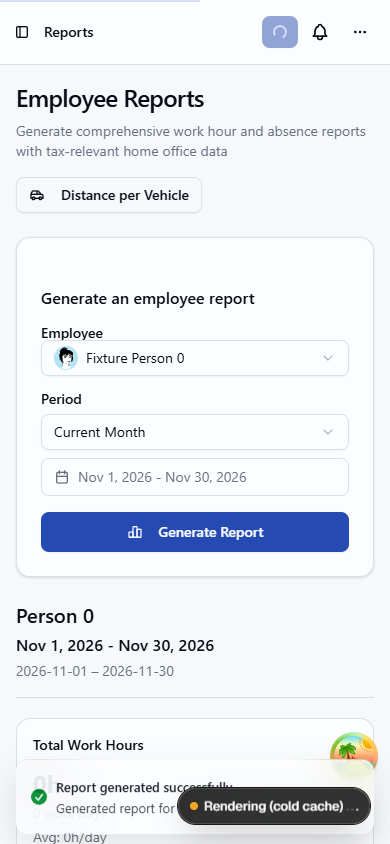 Reports
Employee Reports
Generate comprehensive work hour and absence reports
with tax-relevant home office data
Distance per Vehicle
Generate an employee report
Employee
Fixture Person 0
Period
Current Month
Nov 1, 2026 - Nov 30, 2026
Generate Report
Person 0
Nov 1, 2026 - Nov 30, 2026
2026-11-01 – 2026-11-30
Total Work Hours
0h
Report generated successfully
Generated report for
Rendering (cold cache) ...
Avg: 0h/day